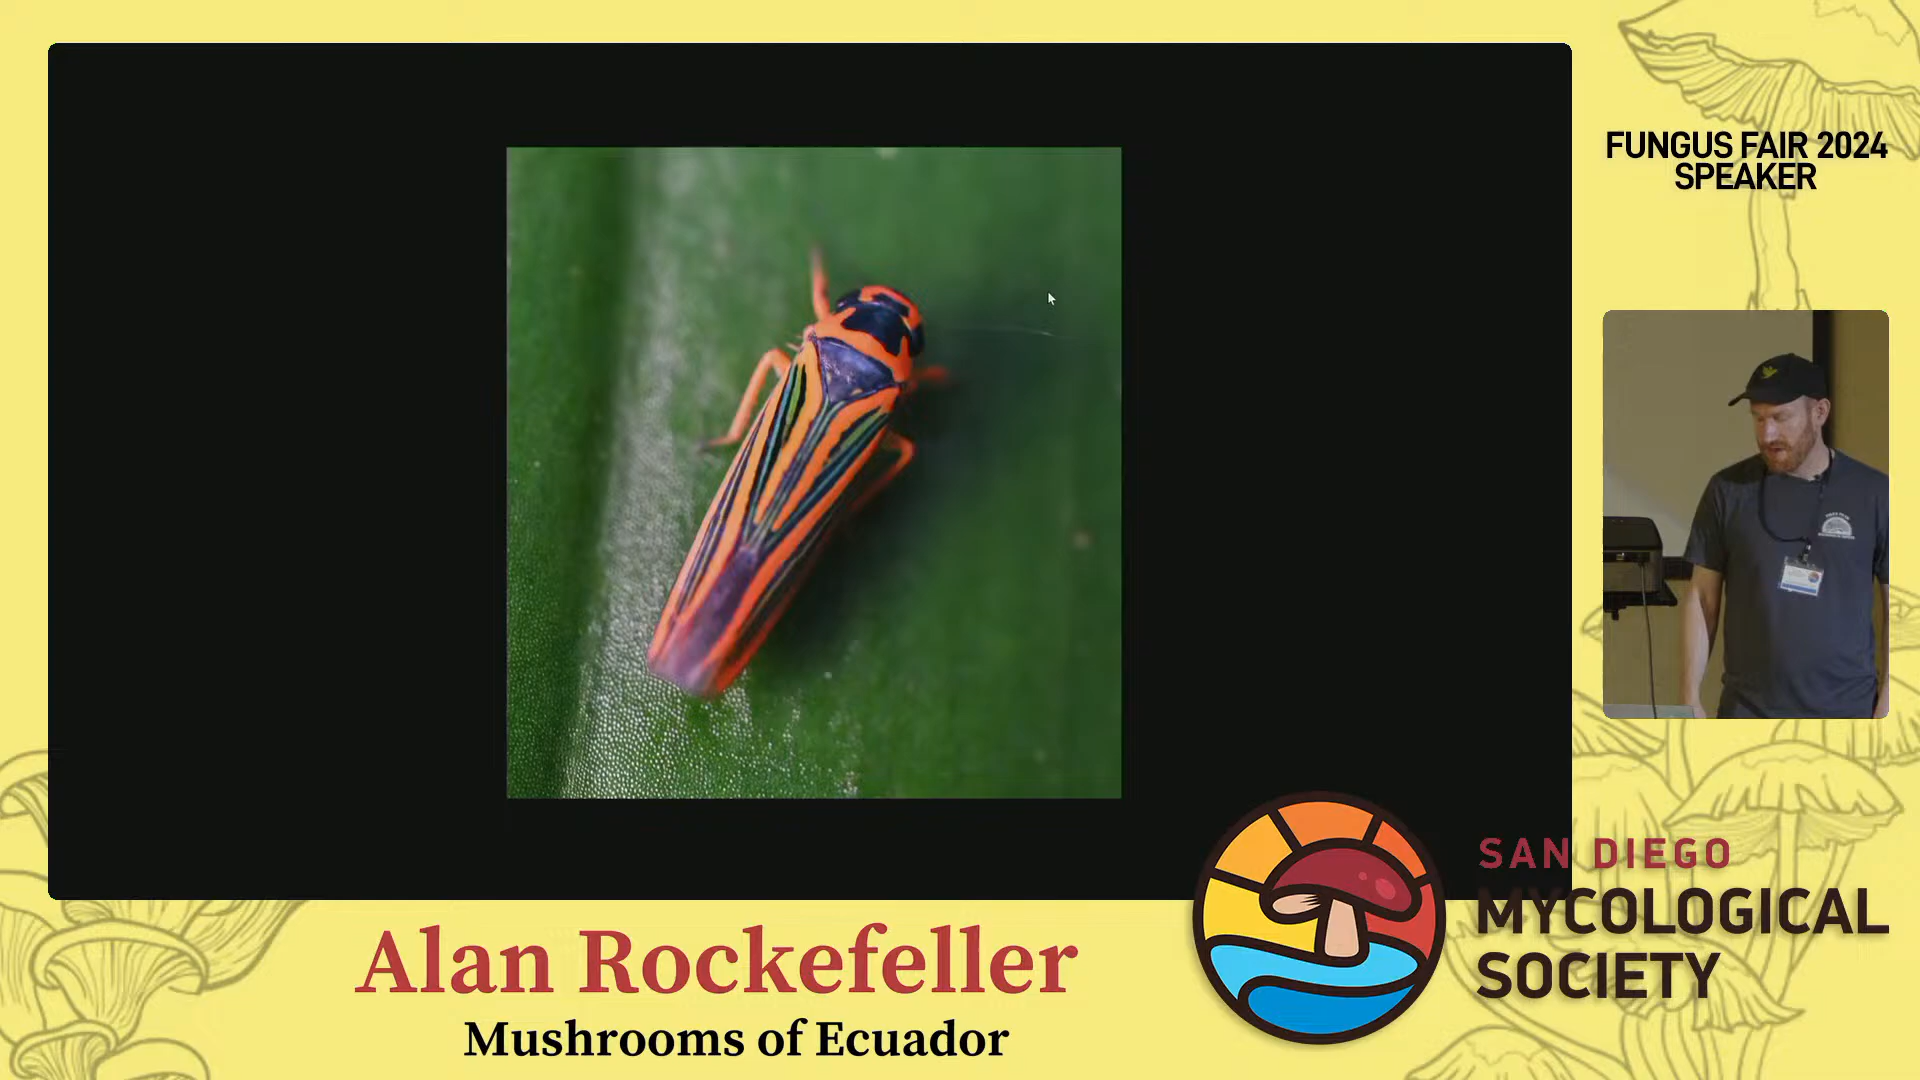 FUNGUS FAIR 2024
SPEAKER
SAN DIEGO
MYCOLOGICAL
SOCIETY
Alan Rockefeller
Mushrooms of Ecuador